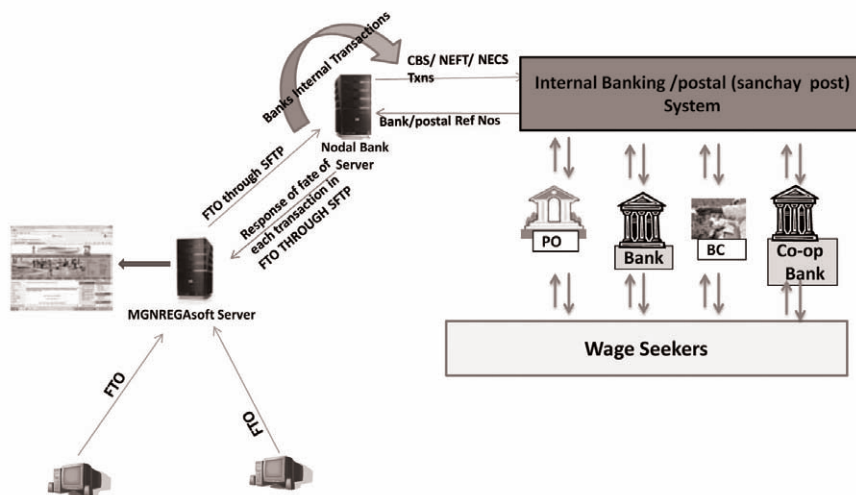 Banks Internal Transactions
CBS/ NEFT/ NECS
Txns
Internal Banking /postal (sanchay post)
System
Bank/postal Ref Nos
Nodal Bank
Server
FTO through SFTP
Response of fate of
each transaction in
FTO THROUGH SFTP
PO
Bank
BC
Co-op
Bank
MGNREGAsoft Server
Wage Seekers
FTO
FTO